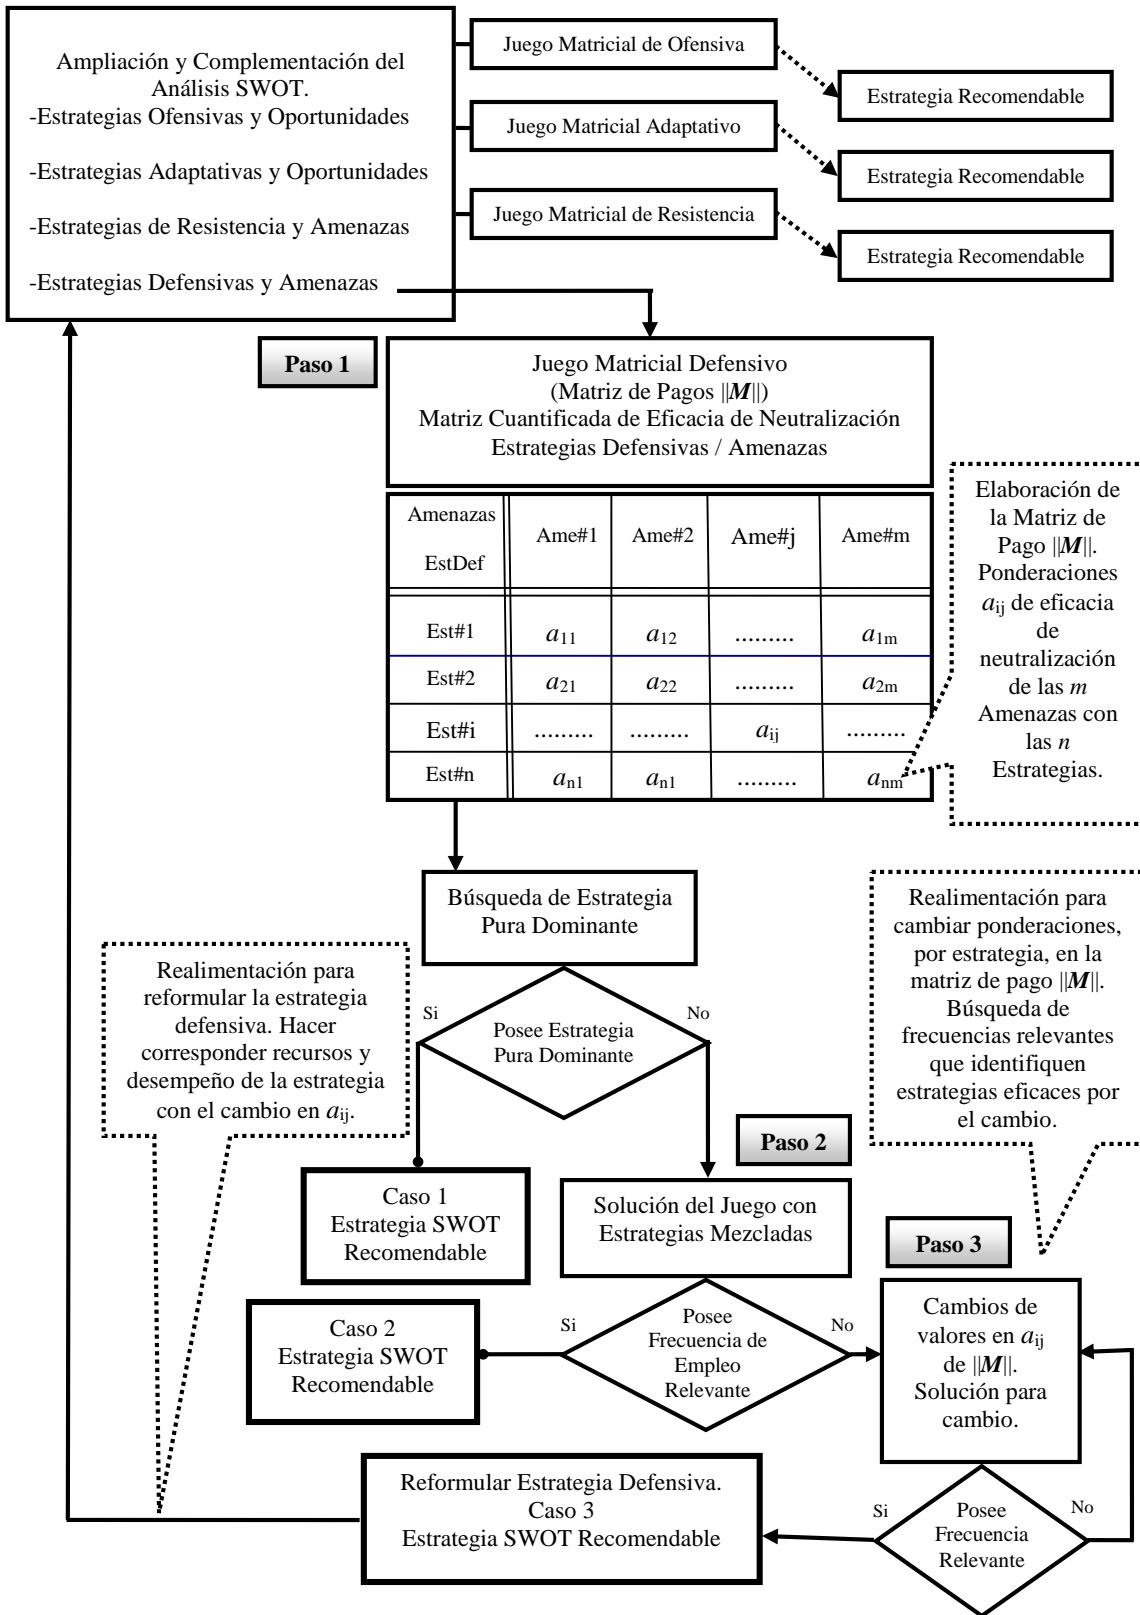 Ampliación y Complementación del
Análisis SWOT.
-Estrategias Ofensivas y Oportunidades
-Estrategias Adaptativas y Oportunidades
-Estrategias de Resistencia y Amenazas
-Estrategias Defensivas y Amenazas
Juego Matricial de Ofensiva
Estrategia Recomendable
Juego Matricial Adaptativo
Estrategia Recomendable
Juego Matricial de Resistencia
Estrategia Recomendable
Paso 1
Juego Matricial Defensivo
(Matriz de Pagos ||M||)
Matriz Cuantificada de Eficacia de Neutralización
Estrategias Defensivas / Amenazas
Amenazas
EstDef
Ame#1 Ame#2 Ame#j Ame#m
Est#1 a11 a12 ......... a1m
Est#2 a21 a22 ......... a2m
Est#i ......... ......... aij .........
Est#n an1 an1 ......... anm
Elaboración de
la Matriz de
Pago ||M||.
Ponderaciones
aij de eficacia
de
neutralización
de las m
Amenazas con
las n
Estrategias.
Búsqueda de Estrategia
Pura Dominante
Realimentación para
cambiar ponderaciones,
por estrategia, en la
matriz de pago ||M||.
Búsqueda de
frecuencias relevantes
que identifiquen
estrategias eficaces por
el cambio.
Realimentación para
reformular la estrategia
defensiva. Hacer
corresponder recursos y
desempeño de la estrategia
con el cambio en aij.
Si
Posee Estrategia
Pura Dominante
No
Paso 2
Caso 1
Estrategia SWOT
Recomendable
Solución del Juego con
Estrategias Mezcladas
Paso 3
Caso 2
Estrategia SWOT
Recomendable
Si
Posee
Frecuencia de
Empleo
Relevante
No
Cambios de
valores en aij
de ||M||.
Solución para
cambio.
Reformular Estrategia Defensiva.
Caso 3
Estrategia SWOT Recomendable
Si
Posee
Frecuencia
Relevante
No